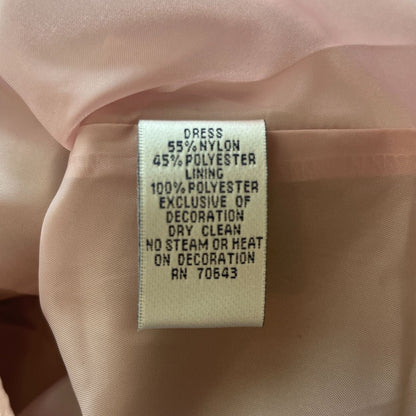 DRESS
55% NYLON
45% POLYESTER
LINING
100% POLYESTER
EXCLUSIVE OF
DECORATION
DRY CLEAN
NO STEAM OR HEAT
ON DECORATION
RN 70643